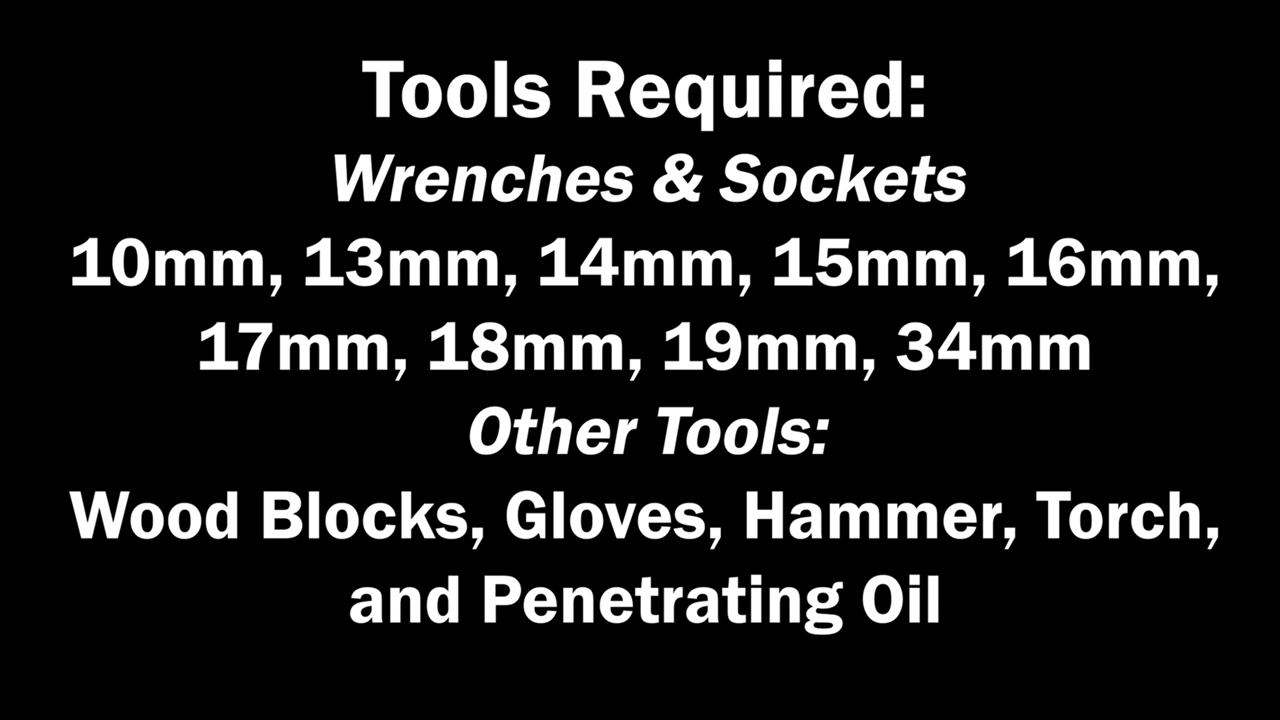 Tools Required:
Wrenches & Sockets
10mm, 13mm, 14mm, 15mm, 16mm,
17mm, 18mm, 19mm, 34mm
Other Tools:
Wood Blocks, Gloves, Hammer, Torch,
and Penetrating Oil